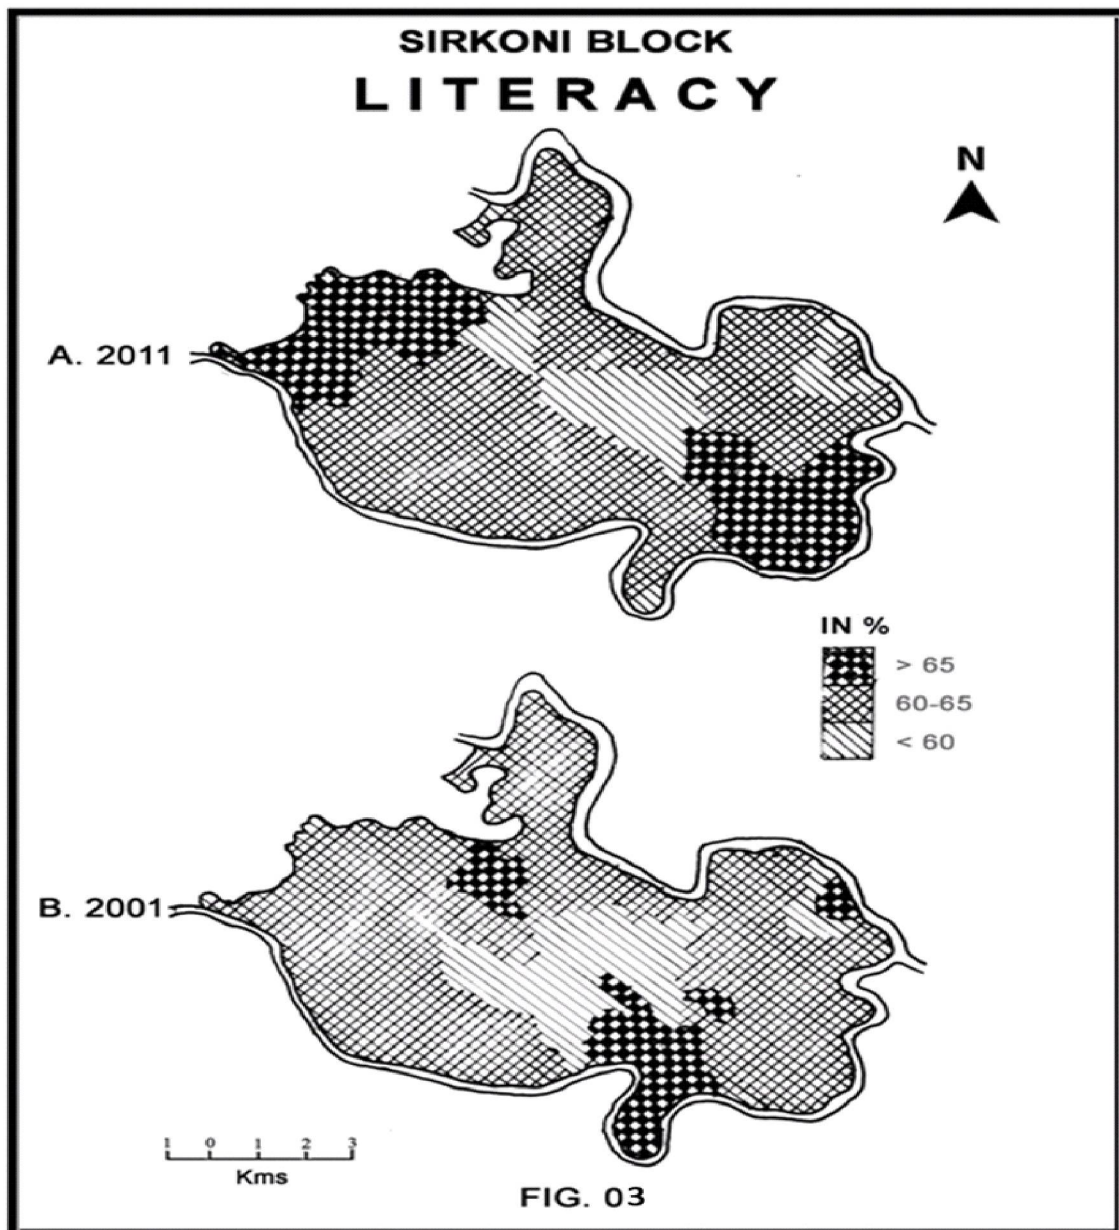 SIRKONI BLOCK
LITERACY
N
A. 2011
IN %
> 65
60-65
< 60
B. 2001
1 0 1 2 3
Kms
FIG. 03